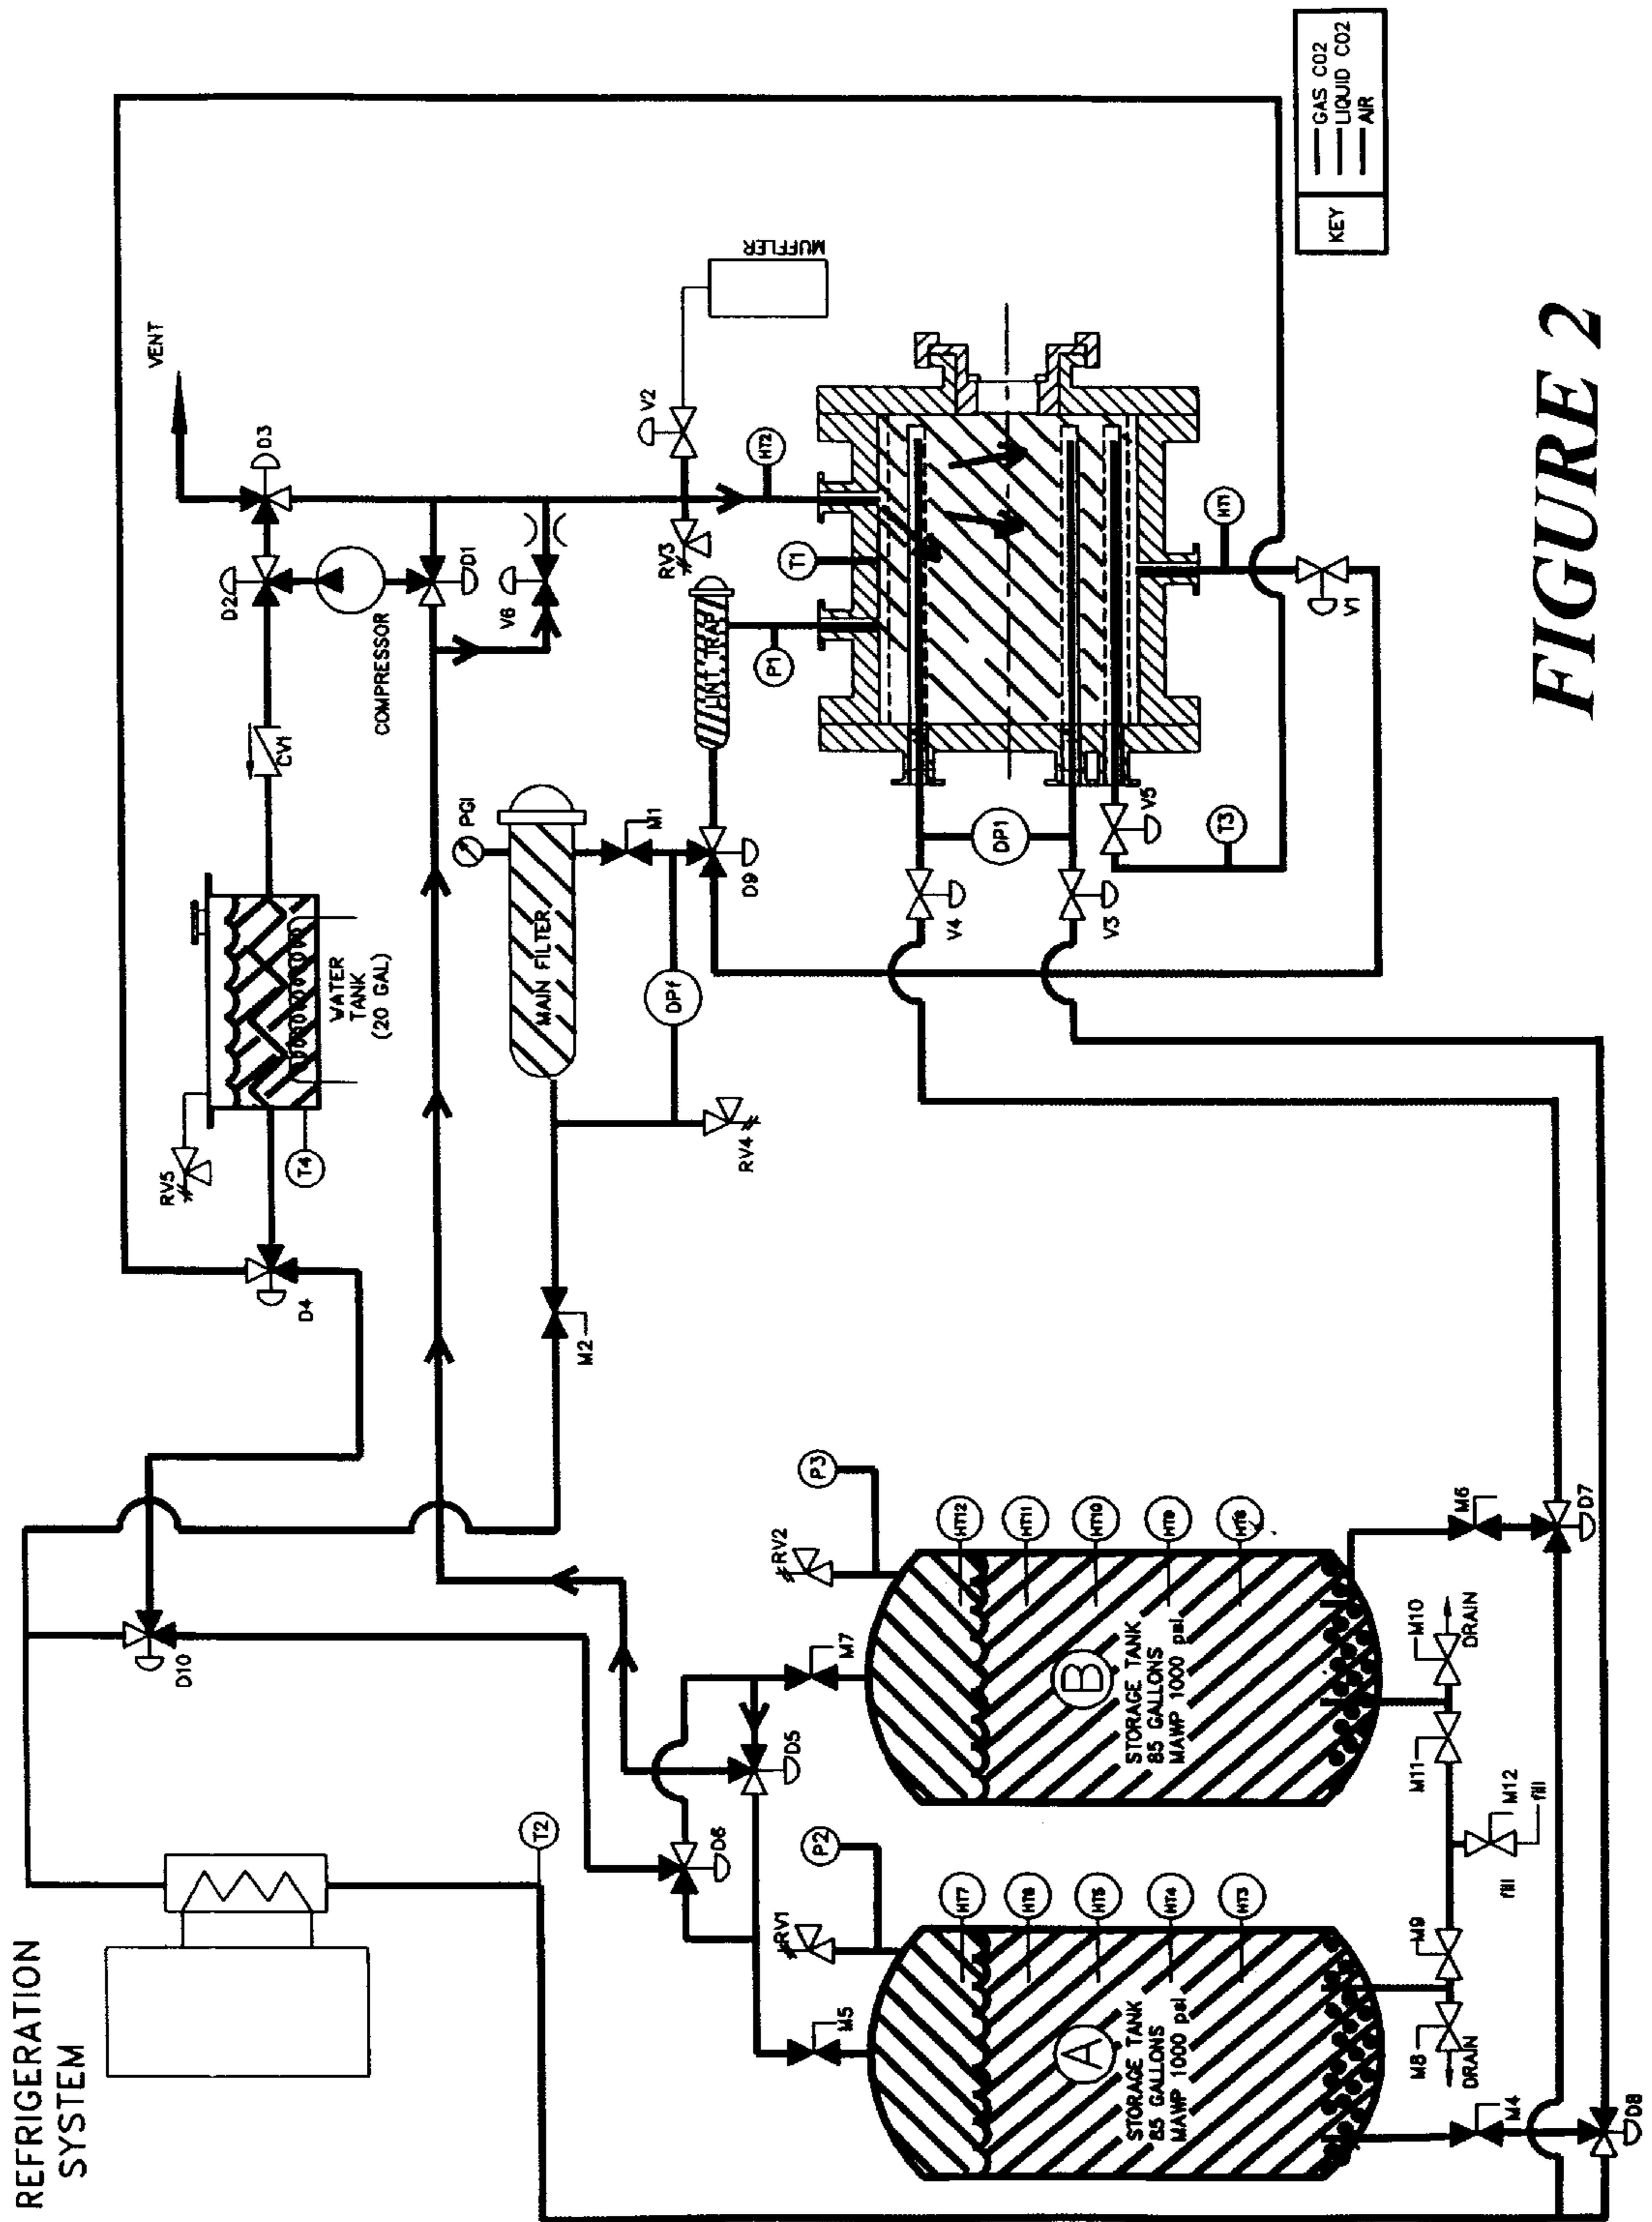 REFRIGERATION
SYSTEM
VENT
D3
D2
COMPRESSOR
D1
V6
CV1
WATER
TANK
(20 GAL)
RV5
T4
D4
D10
PGI
MAIN FILTER
M1
DPf
D9
RV4
M2
LINT TRAP
P1
T1
RV3
V2
HT2
MUFFLER
DP1
V4
V3
V5
T3
HT1
V1
KEY
GAS CO2
LIQUID CO2
AIR
T2
D6
D5
M7
M5
RV1
P2
RV2
P3
HT7
HT6
HT5
HT4
HT3
HT12
HT11
HT10
HT9
A
STORAGE TANK
85 GALLONS
MAWP 1000 psi
B
STORAGE TANK
85 GALLONS
MAWP 1000 psi
M8
DRAIN
M9
fill
M12
fill
M11
M10
DRAIN
M6
D7
M4
D8
FIGURE 2